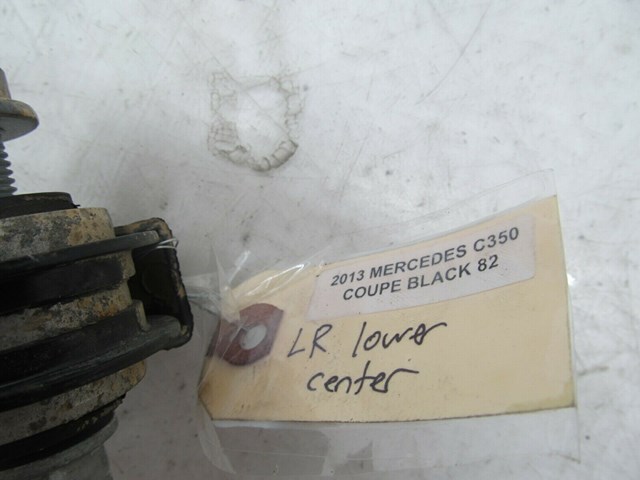 2013 MERCEDES C350
COUPE BLACK 82
LR lower
center